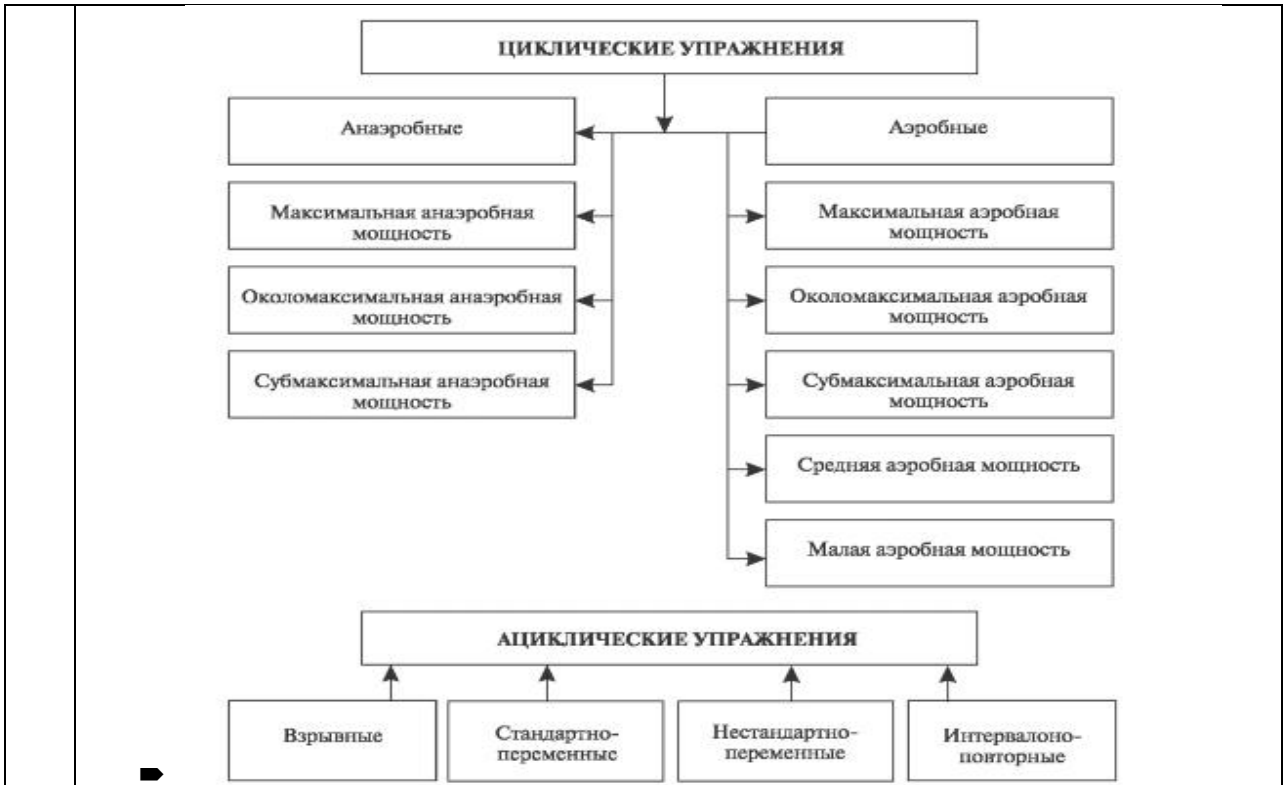 ЦИКЛИЧЕСКИЕ УПРАЖНЕНИЯ
Анаэробные
Аэробные
Максимальная анаэробная
мощность
Максимальная аэробная
мощность
Околомаксимальная анаэробная
мощность
Околомаксимальная аэробная
мощность
Субмаксимальная анаэробная
мощность
Субмаксимальная аэробная
мощность
Средняя аэробная мощность
Малая аэробная мощность
АЦИКЛИЧЕСКИЕ УПРАЖНЕНИЯ
Взрывные
Стандартно-
переменные
Нестандартно-
переменные
Интервалоно-
повторные